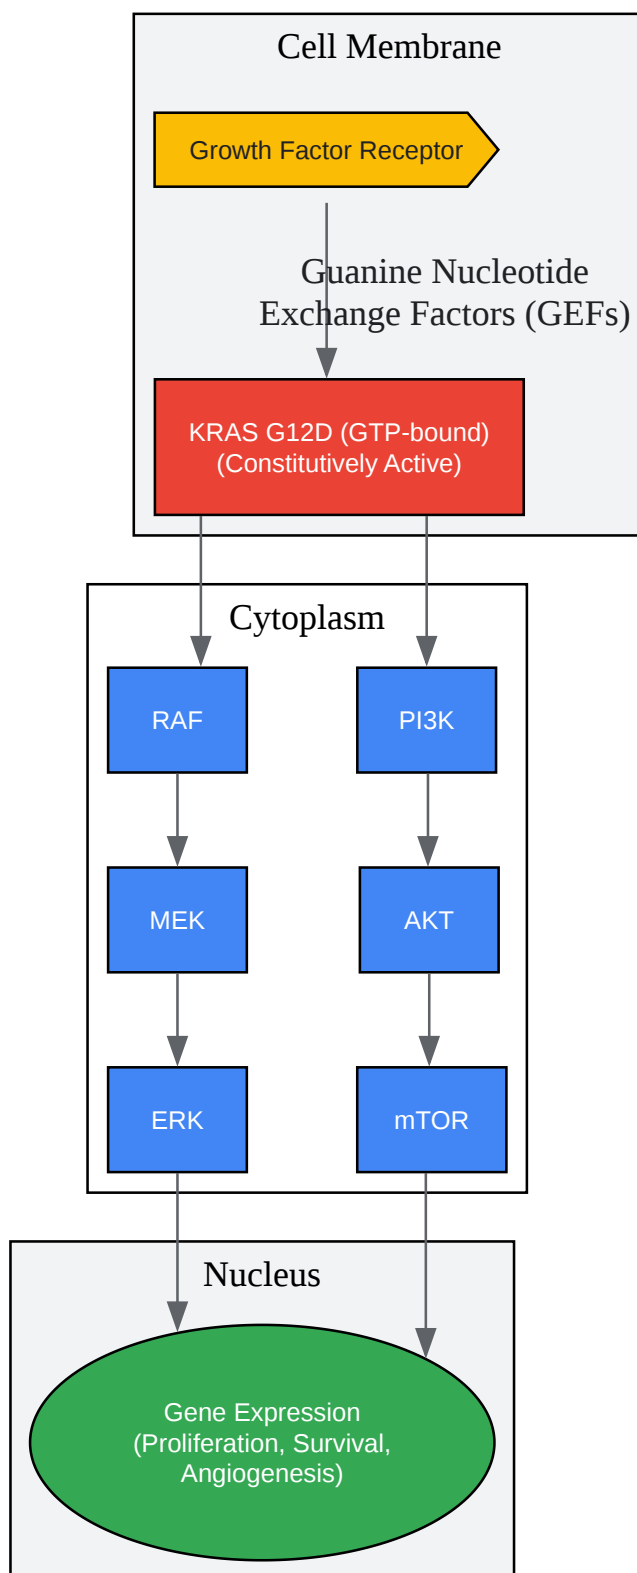 Cell Membrane
Growth Factor Receptor
Guanine Nucleotide
Exchange Factors (GEFs)
KRAS G12D (GTP-bound)
(Constitutively Active)
Cytoplasm
RAF
PI3K
MEK
AKT
ERK
mTOR
Nucleus
Gene Expression
(Proliferation, Survival,
Angiogenesis)